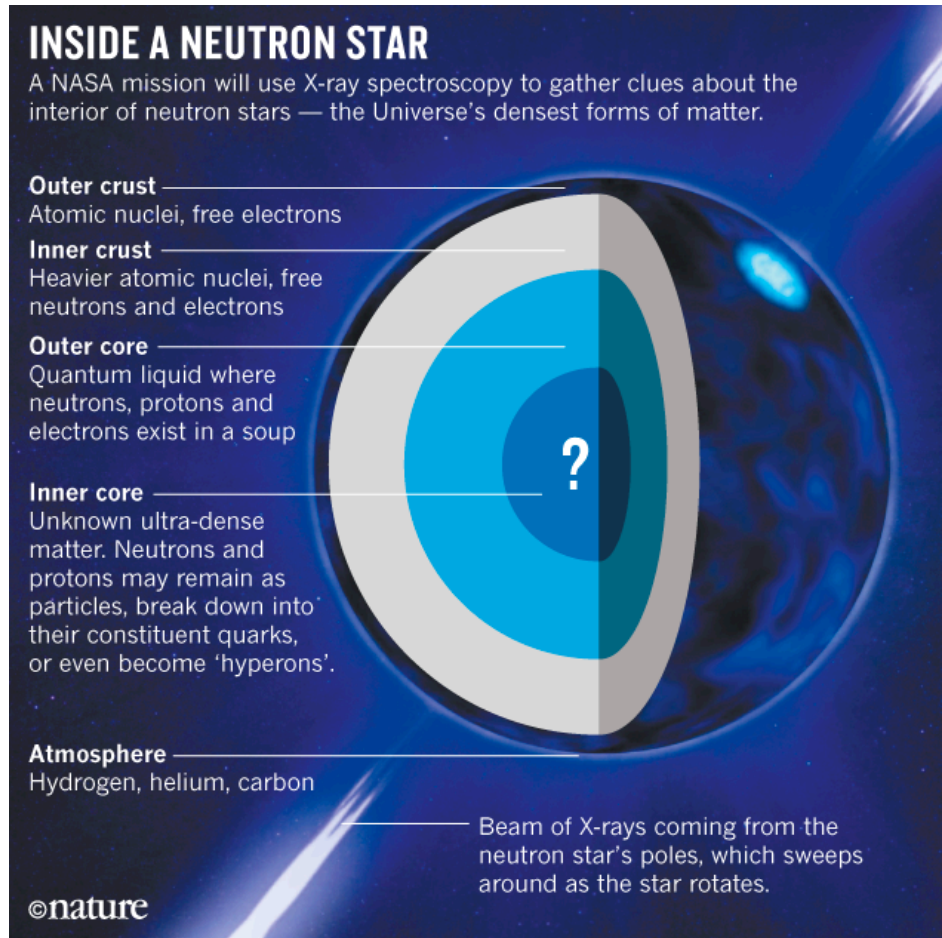 INSIDE A NEUTRON STAR
A NASA mission will use X-ray spectroscopy to gather clues about the
interior of neutron stars — the Universe's densest forms of matter.
Outer crust
Atomic nuclei, free electrons
Inner crust
Heavier atomic nuclei, free
neutrons and electrons
Outer core
Quantum liquid where
neutrons, protons and
electrons exist in a soup
?
Inner core
Unknown ultra-dense
matter. Neutrons and
protons may remain as
particles, break down into
their constituent quarks,
or even become ‘hyperons’.
Atmosphere
Hydrogen, helium, carbon
Beam of X-rays coming from the
neutron star's poles, which sweeps
around as the star rotates.
©nature